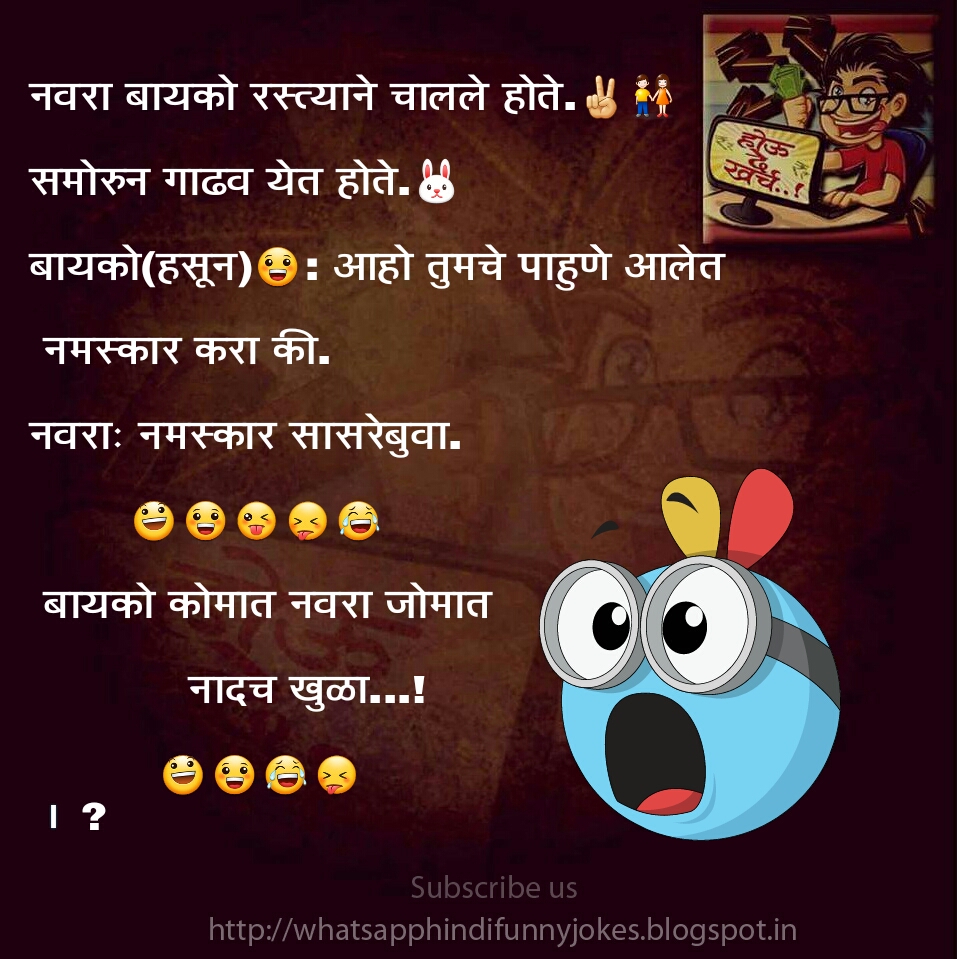 नवरा बायको रस्त्याने चालले होते.✌👫
समोरुन गाढव येत होते.🐰
बायको(हसून)😀: आहो तुमचे पाहुणे आलेत
नमस्कार करा की.
नवराः नमस्कार सासरेबुवा.
😃😀😜😝😂
बायको कोमात नवरा जोमात
नादच खुळा...!
😃😀😂😝
। ?
होऊ
दे
खर्च..!
Subscribe us
http://whatsapphindifunnyjokes.blogspot.in